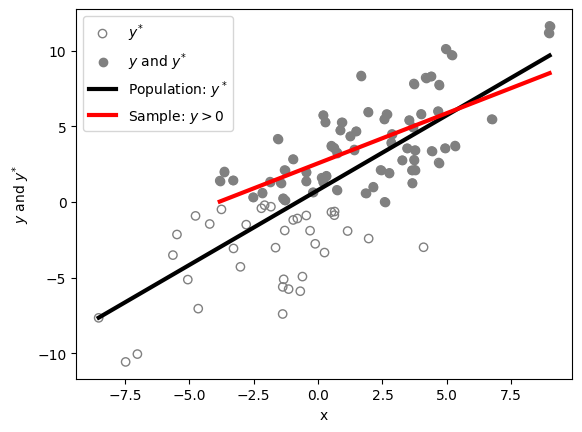 y*
y and y*
Population: y*
Sample: y > 0
10
5
0
−5
−10
y and y*
−7.5
−5.0
−2.5
0.0
2.5
5.0
7.5
x